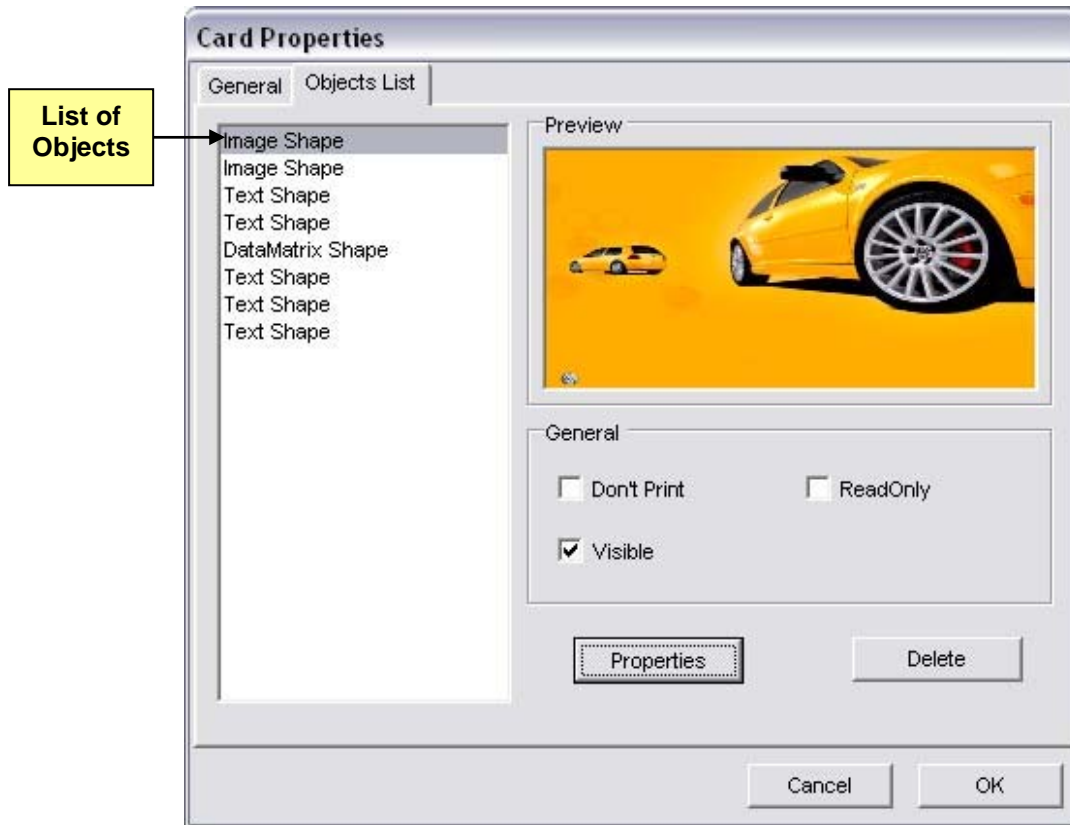 Card Properties
General
Objects List
List of
Objects
Image Shape
Image Shape
Text Shape
Text Shape
DataMatrix Shape
Text Shape
Text Shape
Text Shape
Preview
General
Don't Print
ReadOnly
Visible
Properties
Delete
Cancel
OK